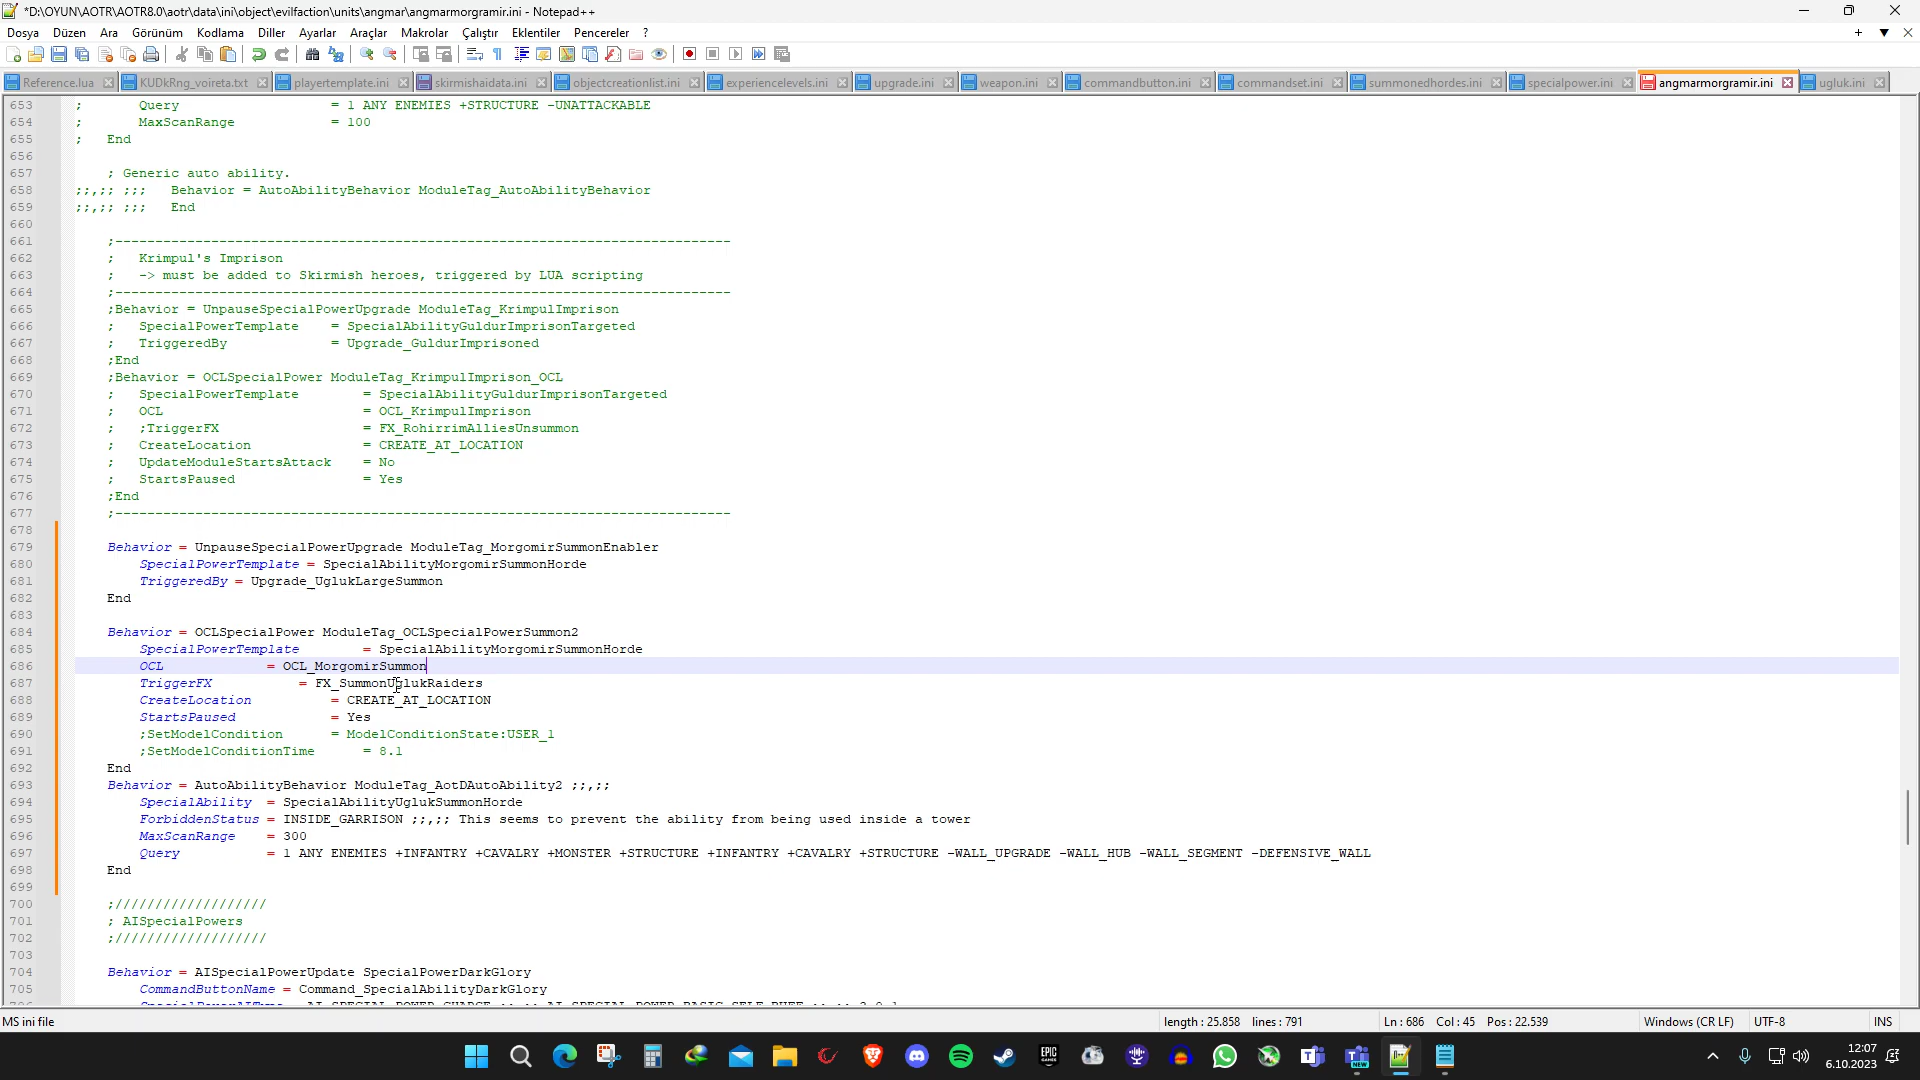 *D:\OYUN\AOTR\AOTR8.0\aotr\data\ini\object\evilfaction\units\angmar\angmarmorgramir.ini - Notepad++
Dosya Düzen Ara Görünüm Kodlama Diller Ayarlar Araçlar Makrolar Çalıştır Eklentiler Pencereler ?
Reference.lua KUDkRng_voireta.txt playertemplate.ini skirmishaidata.ini objectcreationlist.ini experiencelevels.ini upgrade.ini weapon.ini commandbutton.ini commandset.ini summonedhordes.ini specialpower.ini angmarmorgramir.ini ugluk.ini
653 ; Query = 1 ANY ENEMIES +STRUCTURE -UNATTACKABLE
654 ; MaxScanRange = 100
655 ; End
656
657 ; Generic auto ability.
658 ;;,;; ;;; Behavior = AutoAbilityBehavior ModuleTag_AutoAbilityBehavior
659 ;;,;; ;;; End
660
661 ;-----------------------------------------------------------------------------
662 ; Krimpul's Imprison
663 ; -> must be added to Skirmish heroes, triggered by LUA scripting
664 ;-----------------------------------------------------------------------------
665 ;Behavior = UnpauseSpecialPowerUpgrade ModuleTag_KrimpulImprison
666 ; SpecialPowerTemplate = SpecialAbilityGuldurImprisonTargeted
667 ; TriggeredBy = Upgrade_GuldurImprisoned
668 ;End
669 ;Behavior = OCLSpecialPower ModuleTag_KrimpulImprison_OCL
670 ; SpecialPowerTemplate = SpecialAbilityGuldurImprisonTargeted
671 ; OCL = OCL_KrimpulImprison
672 ; ;TriggerFX = FX_RohirrimAlliesUnsummon
673 ; CreateLocation = CREATE_AT_LOCATION
674 ; UpdateModuleStartsAttack = No
675 ; StartsPaused = Yes
676 ;End
677 ;-----------------------------------------------------------------------------
678
679 Behavior = UnpauseSpecialPowerUpgrade ModuleTag_MorgomirSummonEnabler
680 SpecialPowerTemplate = SpecialAbilityMorgomirSummonHorde
681 TriggeredBy = Upgrade_UglukLargeSummon
682 End
683
684 Behavior = OCLSpecialPower ModuleTag_OCLSpecialPowerSummon2
685 SpecialPowerTemplate = SpecialAbilityMorgomirSummonHorde
686 OCL = OCL_MorgomirSummon
687 TriggerFX = FX_SummonUglukRaiders
688 CreateLocation = CREATE_AT_LOCATION
689 StartsPaused = Yes
690 ;SetModelCondition = ModelConditionState:USER_1
691 ;SetModelConditionTime = 8.1
692 End
693 Behavior = AutoAbilityBehavior ModuleTag_AotDAutoAbility2 ;;,;;
694 SpecialAbility = SpecialAbilityUglukSummonHorde
695 ForbiddenStatus = INSIDE_GARRISON ;;,;; This seems to prevent the ability from being used inside a tower
696 MaxScanRange = 300
697 Query = 1 ANY ENEMIES +INFANTRY +CAVALRY +MONSTER +STRUCTURE +INFANTRY +CAVALRY +STRUCTURE -WALL_UPGRADE -WALL_HUB -WALL_SEGMENT -DEFENSIVE_WALL
698 End
699
700 ;///////////////////
701 ; AISpecialPowers
702 ;///////////////////
703
704 Behavior = AISpecialPowerUpdate SpecialPowerDarkGlory
705 CommandButtonName = Command_SpecialAbilityDarkGlory
MS ini file length : 25.858 lines : 791 Ln : 686 Col : 45 Pos : 22.539 Windows (CR LF) UTF-8 INS
EPIC GAMES
NEW
12:07
6.10.2023